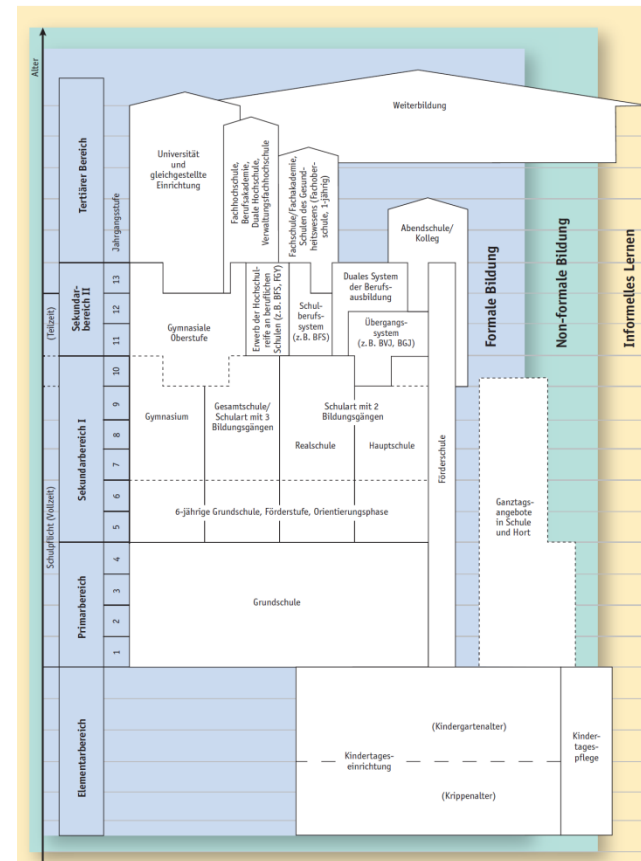 Alter
Weiterbildung
Tertiärer Bereich
Jahrgangsstufe
Universität
und
gleichgestellte
Einrichtung
Fachhochschule,
Berufsakademie,
Duale Hochschule,
Verwaltungsfachhochschule
Fachschule/Fachakademie,
Schulen des Gesund-
heitswesens (Fachober-
schule, 1-jährig)
Abendschule/
Kolleg
Formale Bildung
Non-formale Bildung
Informelles Lernen
(Teilzeit)
Sekundar-
bereich II
13
12
11
Gymnasiale
Oberstufe
Erwerb der Hochschul-
reife an beruflichen
Schulen (z.B. BFS, FGY)
Schul-
berufs-
system
(z.B. BFS)
Duales System
der Berufs-
ausbildung
Übergangs-
system
(z.B. BVJ, BGJ)
Schulpflicht (Vollzeit)
Sekundarbereich I
10
9
8
7
6
5
Gymnasium
Gesamtschule/
Schulart mit 3
Bildungsgängen
Schulart mit 2
Bildungsgängen
Realschule
Hauptschule
Förderschule
6-jährige Grundschule, Förderstufe, Orientierungsphase
Ganztags-
angebote
in Schule
und Hort
Primarbereich
4
3
2
1
Grundschule
Elementarbereich
(Kindergartenalter)
Kindertages-
einrichtung
(Krippenalter)
Kinder-
tages-
pflege